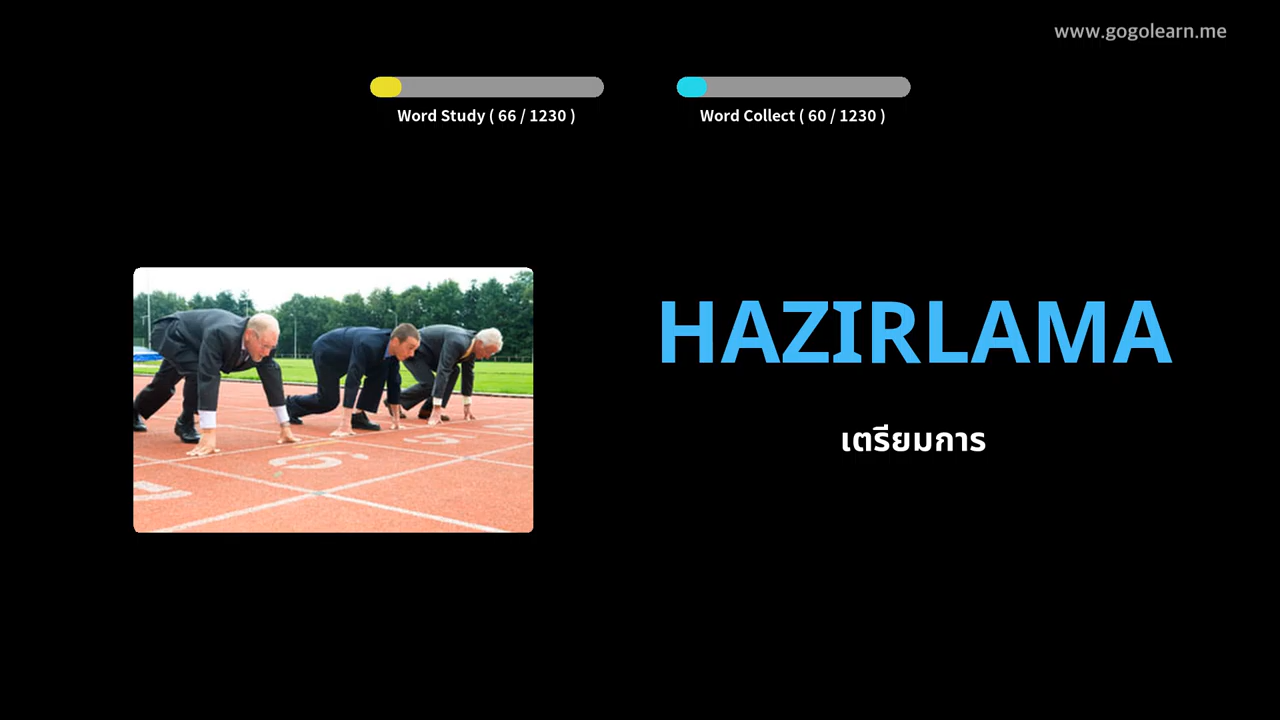 www.gogolearn.me
Word Study ( 66 / 1230 )
Word Collect ( 60 / 1230 )
HAZIRLAMA
เตรียมการ